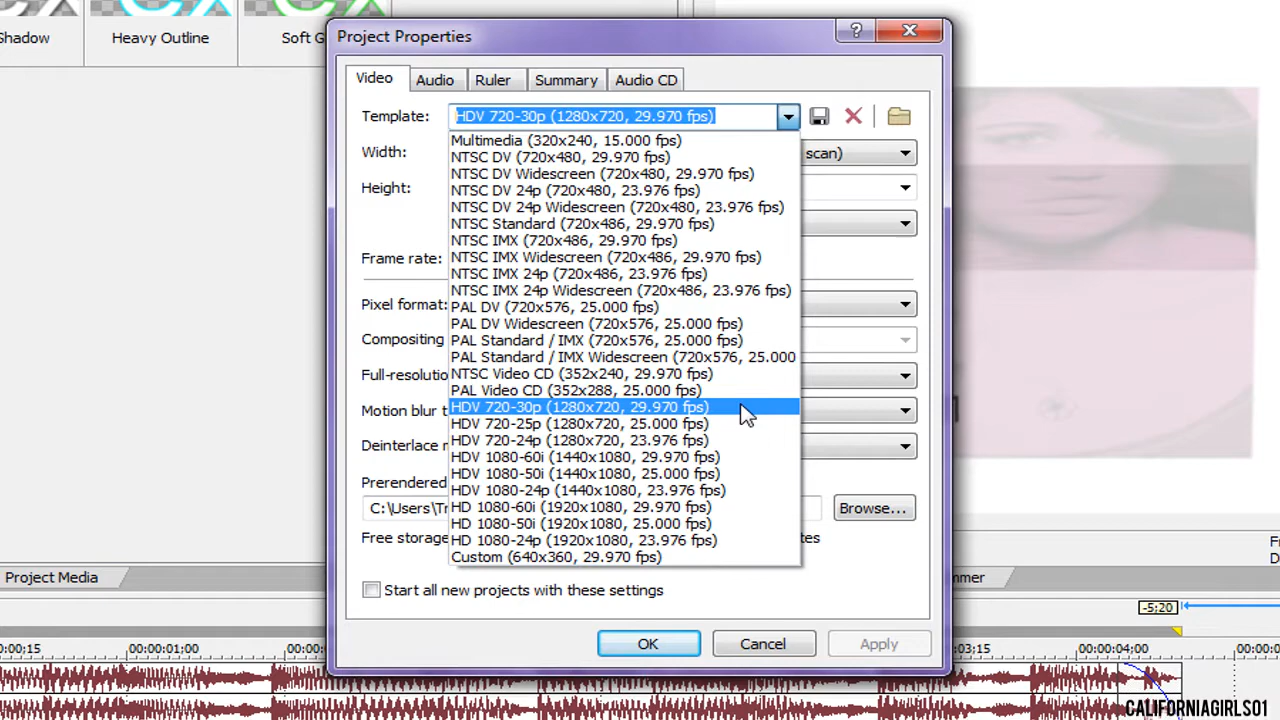 Shadow
Heavy Outline
Soft G
Project Properties
?
Video
Audio
Ruler
Summary
Audio CD
Template:
HDV 720-30p (1280x720, 29.970 fps)
Multimedia (320x240, 15.000 fps)
NTSC DV (720x480, 29.970 fps)
NTSC DV Widescreen (720x480, 29.970 fps)
NTSC DV 24p (720x480, 23.976 fps)
NTSC DV 24p Widescreen (720x480, 23.976 fps)
NTSC Standard (720x486, 29.970 fps)
NTSC IMX (720x486, 29.970 fps)
NTSC IMX Widescreen (720x486, 29.970 fps)
NTSC IMX 24p (720x486, 23.976 fps)
NTSC IMX 24p Widescreen (720x486, 23.976 fps)
PAL DV (720x576, 25.000 fps)
PAL DV Widescreen (720x576, 25.000 fps)
PAL Standard / IMX (720x576, 25.000 fps)
PAL Standard / IMX Widescreen (720x576, 25.000
NTSC Video CD (352x240, 29.970 fps)
PAL Video CD (352x288, 25.000 fps)
HDV 720-30p (1280x720, 29.970 fps)
HDV 720-25p (1280x720, 25.000 fps)
HDV 720-24p (1280x720, 23.976 fps)
HDV 1080-60i (1440x1080, 29.970 fps)
HDV 1080-50i (1440x1080, 25.000 fps)
HDV 1080-24p (1440x1080, 23.976 fps)
HD 1080-60i (1920x1080, 29.970 fps)
HD 1080-50i (1920x1080, 25.000 fps)
HD 1080-24p (1920x1080, 23.976 fps)
Custom (640x360, 29.970 fps)
Width:
scan)
Height:
Frame rate:
Pixel format:
Compositing
Full-resolutio
Motion blur t
Deinterlace m
Prerendered
C:\Users\Tr
Browse...
Free storage
tes
Start all new projects with these settings
OK
Cancel
Apply
Project Media
mmer
Fr
D
-5:20
0:00;15
00:00:01;00
00:00:0
03;15
00:00:04;00
00:00:0
CALIFORNIAGIRLS01